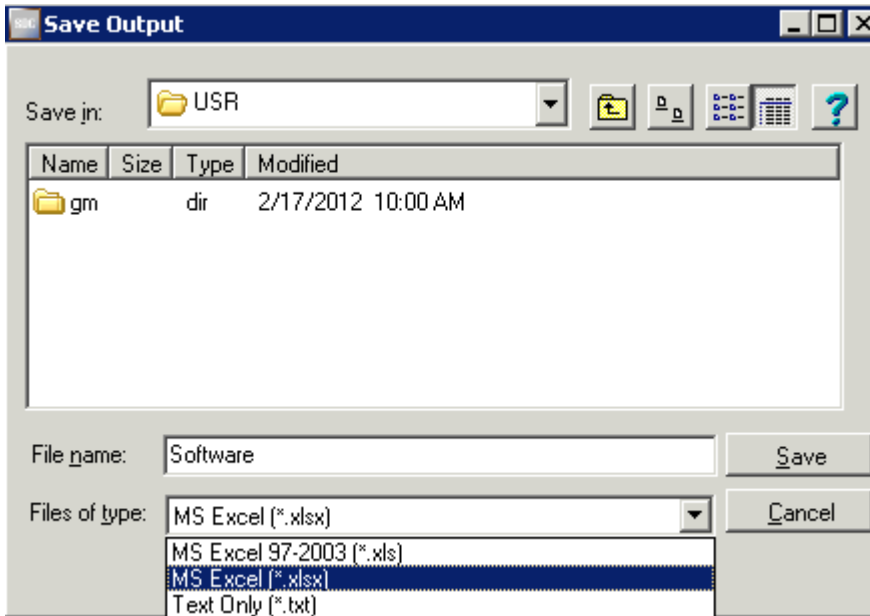 SDC Save Output
Save in: USR
Name Size Type Modified
gm dir 2/17/2012 10:00 AM
File name: Software Save
Files of type: MS Excel (*.xlsx) Cancel
MS Excel 97-2003 (*.xls)
MS Excel (*.xlsx)
Text Only (*.txt)